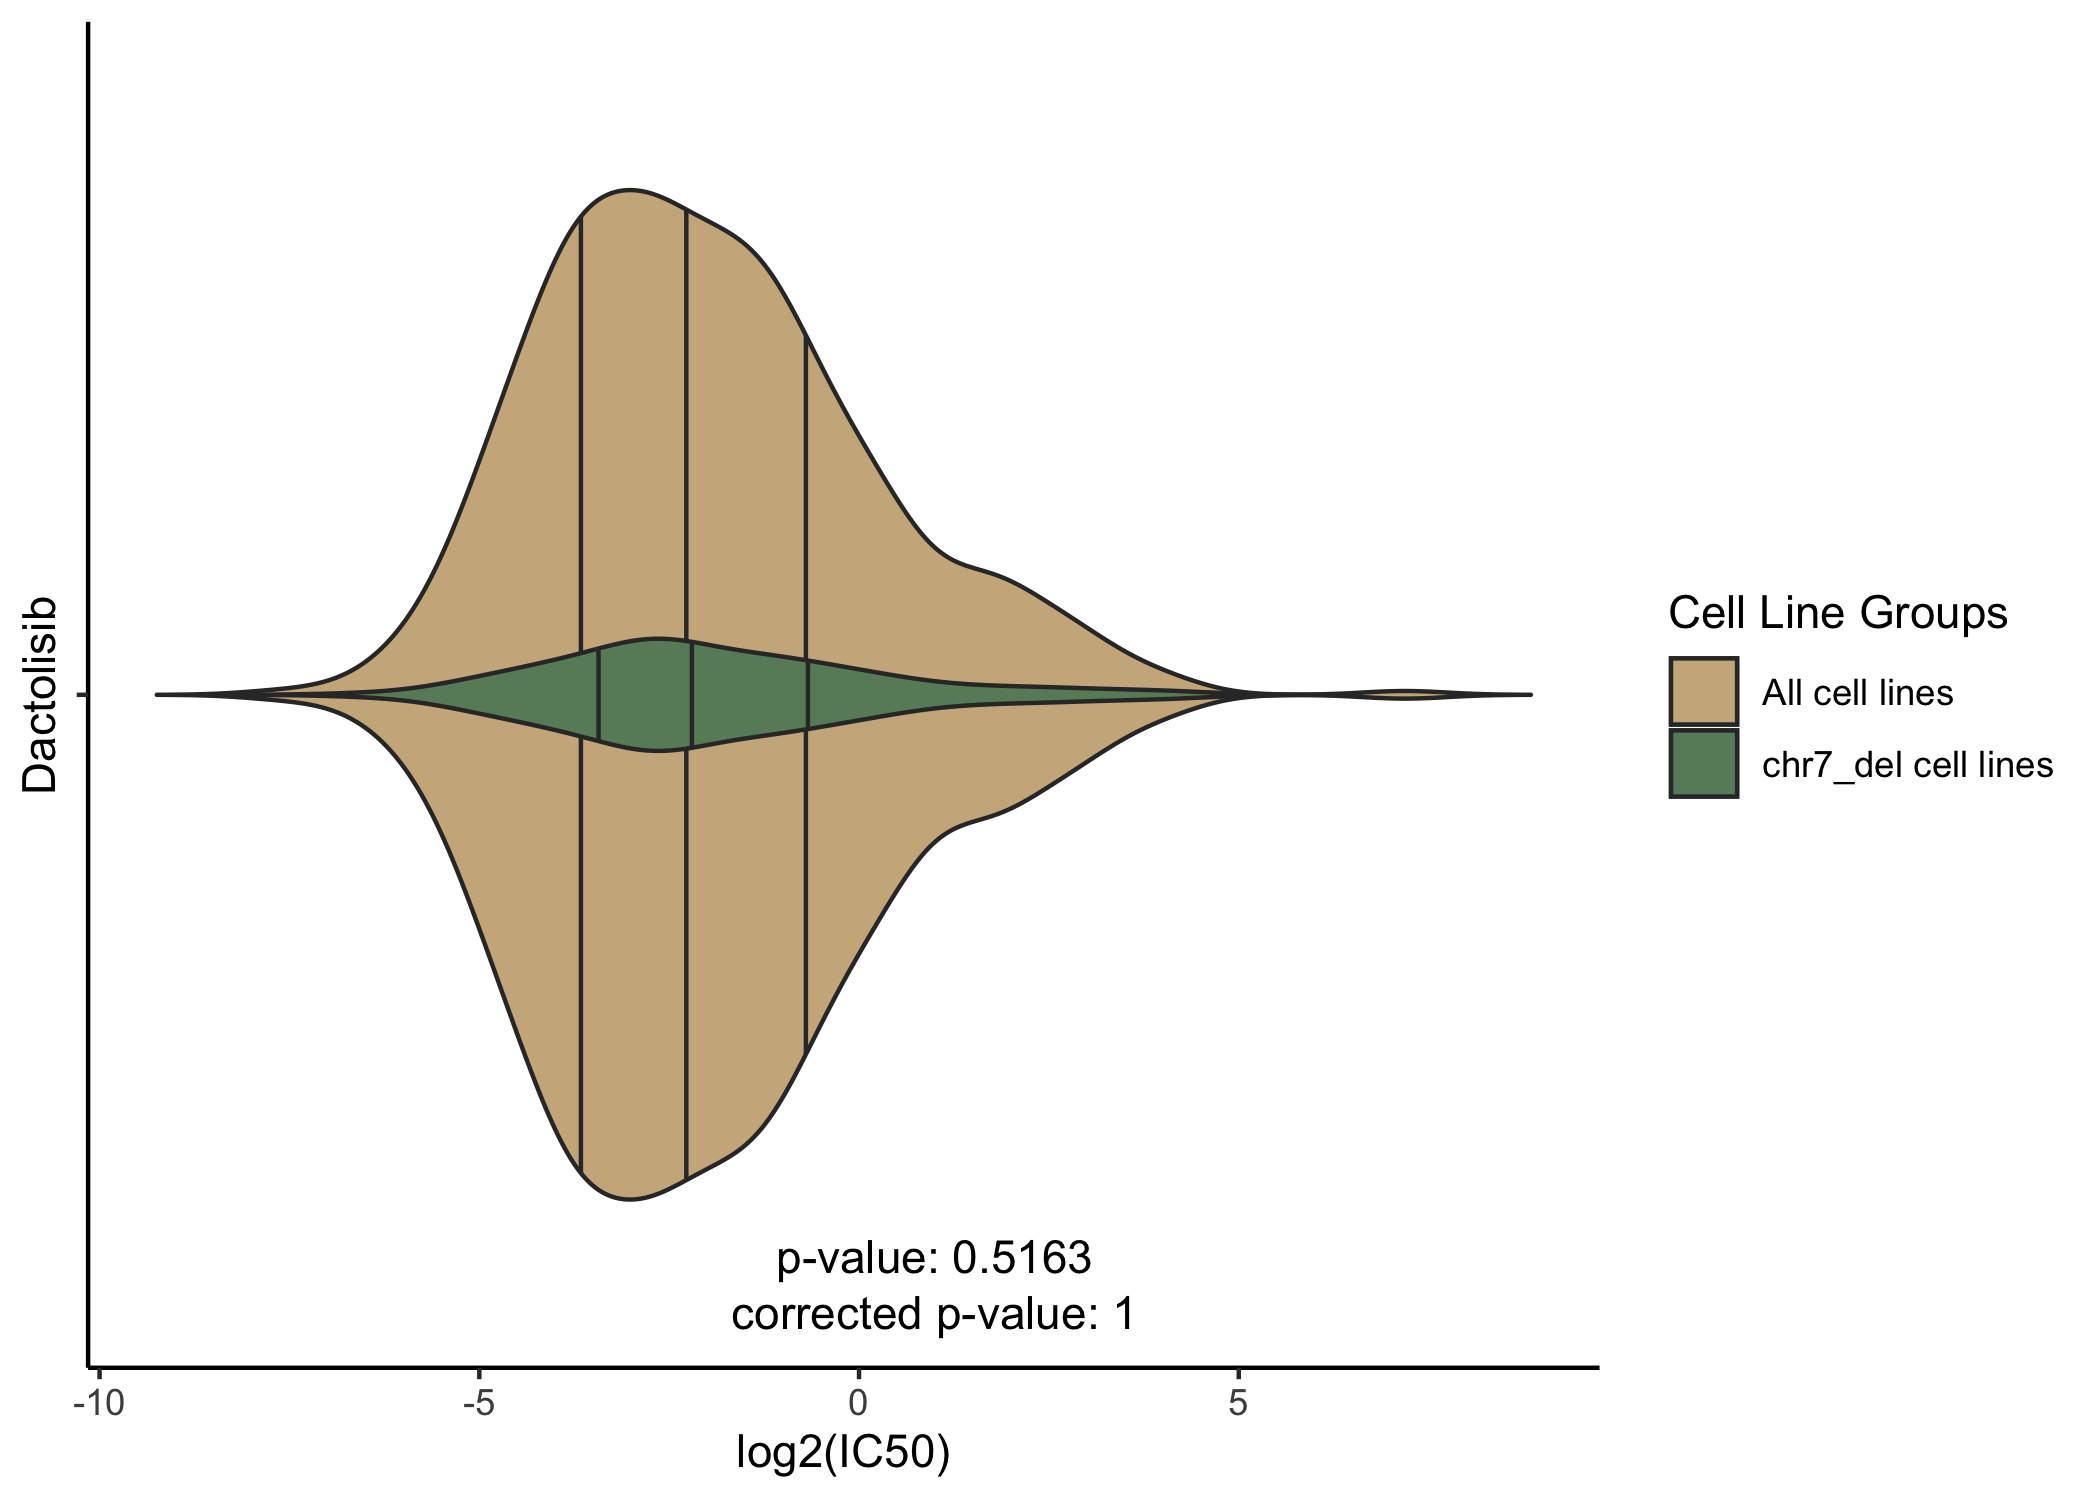 Dactolisib
p-value: 0.5163
corrected p-value: 1
-10
-5
0
5
log2(IC50)
Cell Line Groups
All cell lines
chr7_del cell lines